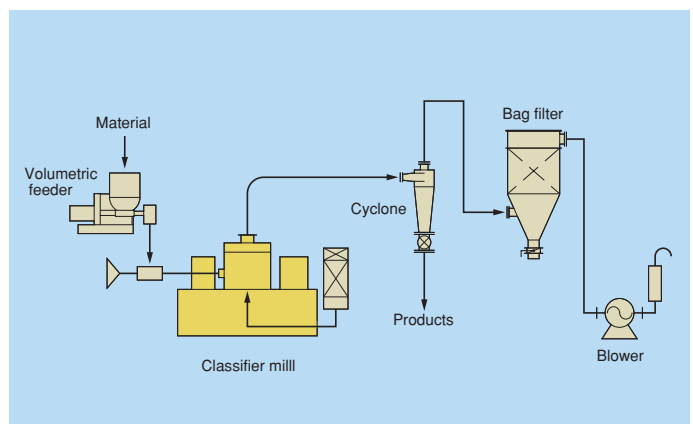 Material
Volumetric
feeder
Cyclone
Bag filter
Products
Classifier milll
Blower